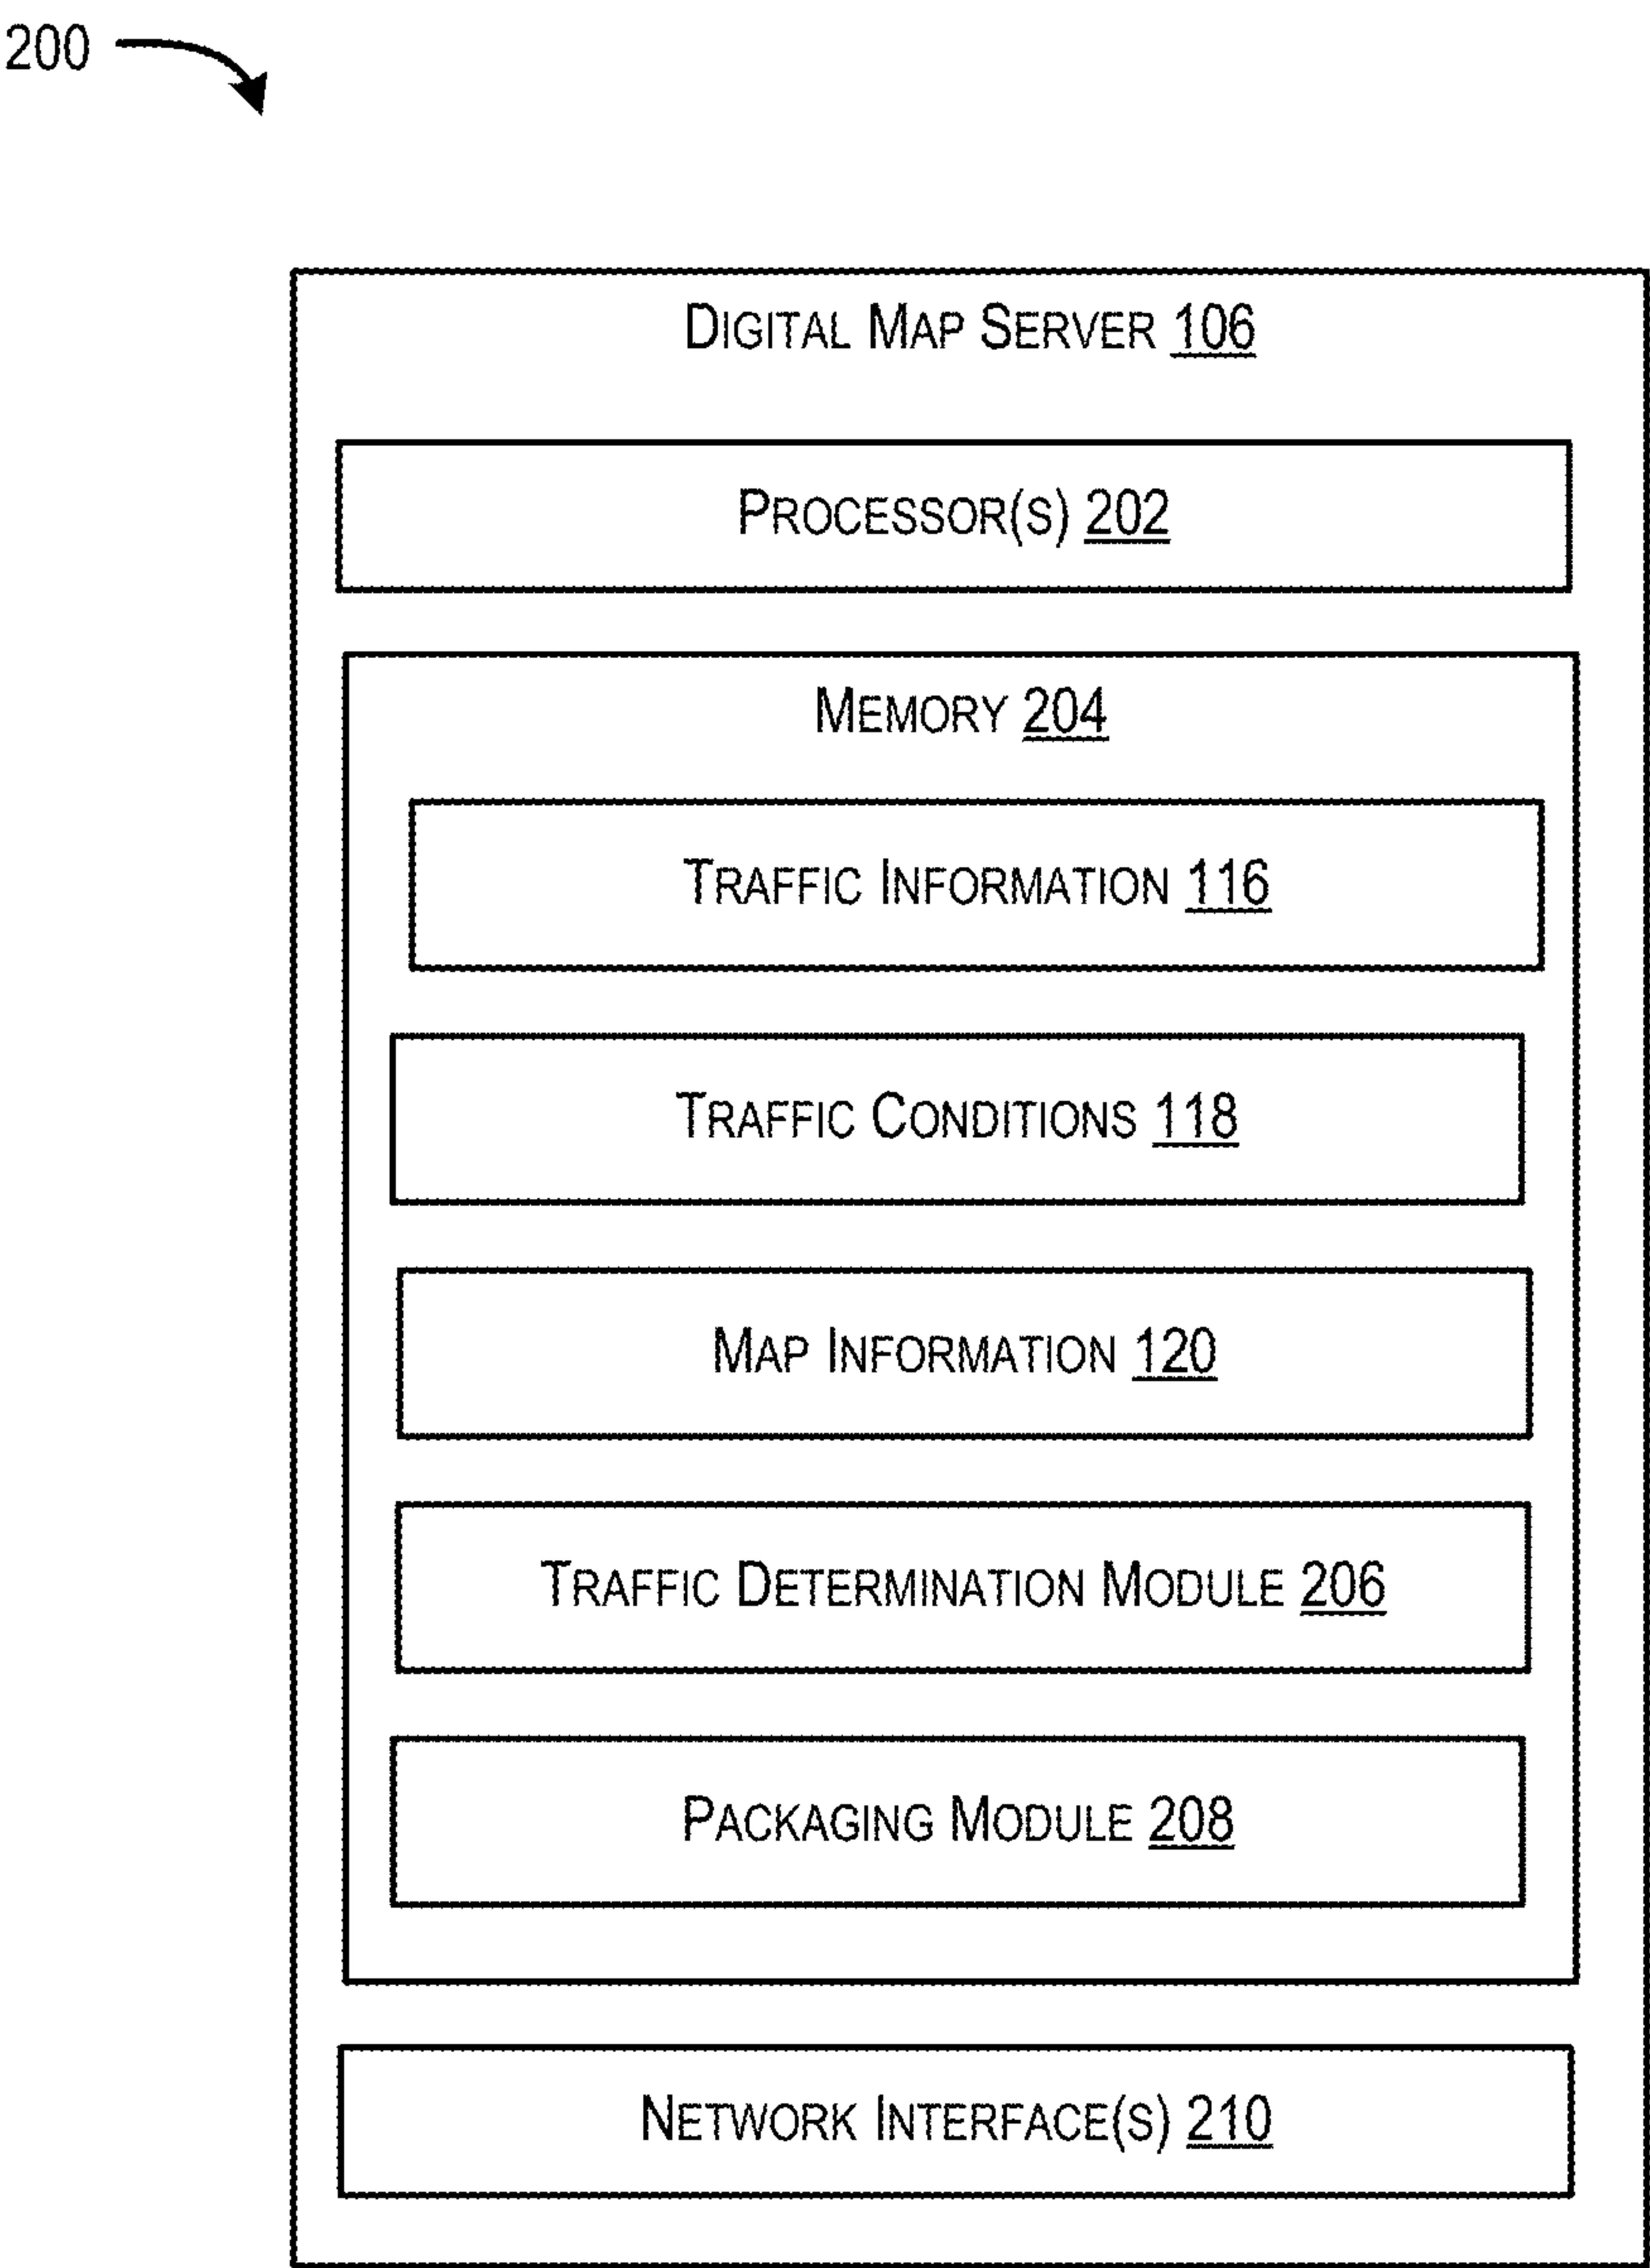 200
DIGITAL MAP SERVER 106
PROCESSOR(S) 202
MEMORY 204
TRAFFIC INFORMATION 116
TRAFFIC CONDITIONS 118
MAP INFORMATION 120
TRAFFIC DETERMINATION MODULE 206
PACKAGING MODULE 208
NETWORK INTERFACE(S) 210